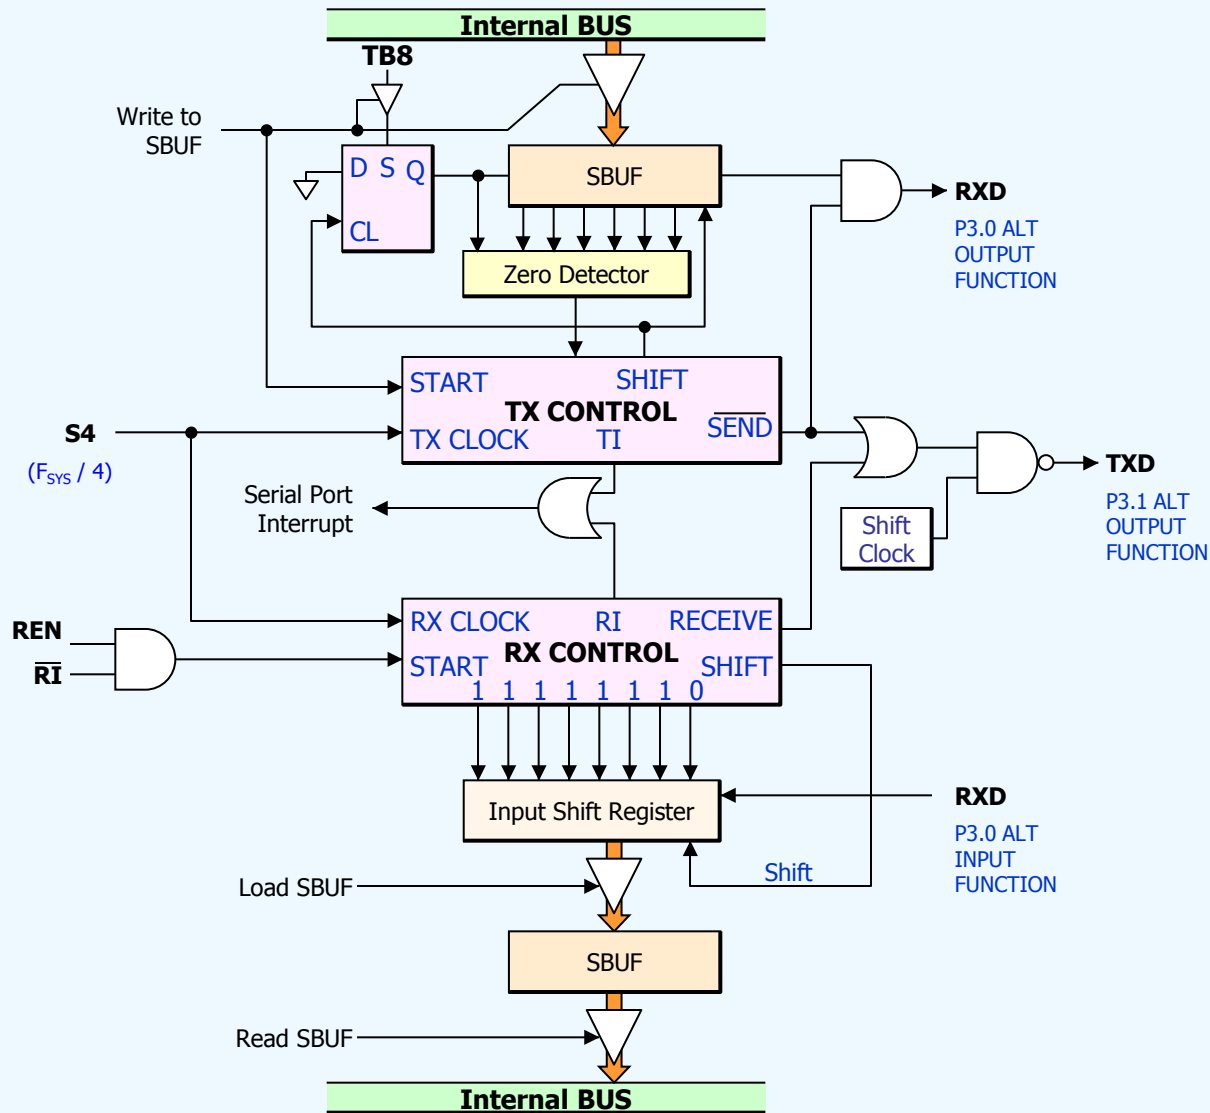 Internal BUS
TB8
Write to
SBUF
D S Q
CL
SBUF
RXD
P3.0 ALT
OUTPUT
FUNCTION
Zero Detector
START
SHIFT
TX CONTROL
TX CLOCK
TI
SEND
S4
(FSYS / 4)
TXD
P3.1 ALT
OUTPUT
FUNCTION
Serial Port
Interrupt
Shift
Clock
RX CLOCK
RI
RECEIVE
REN
RI
RX CONTROL
START
SHIFT
1 1 1 1 1 1 1 0
Input Shift Register
RXD
P3.0 ALT
INPUT
FUNCTION
Shift
Load SBUF
SBUF
Read SBUF
Internal BUS